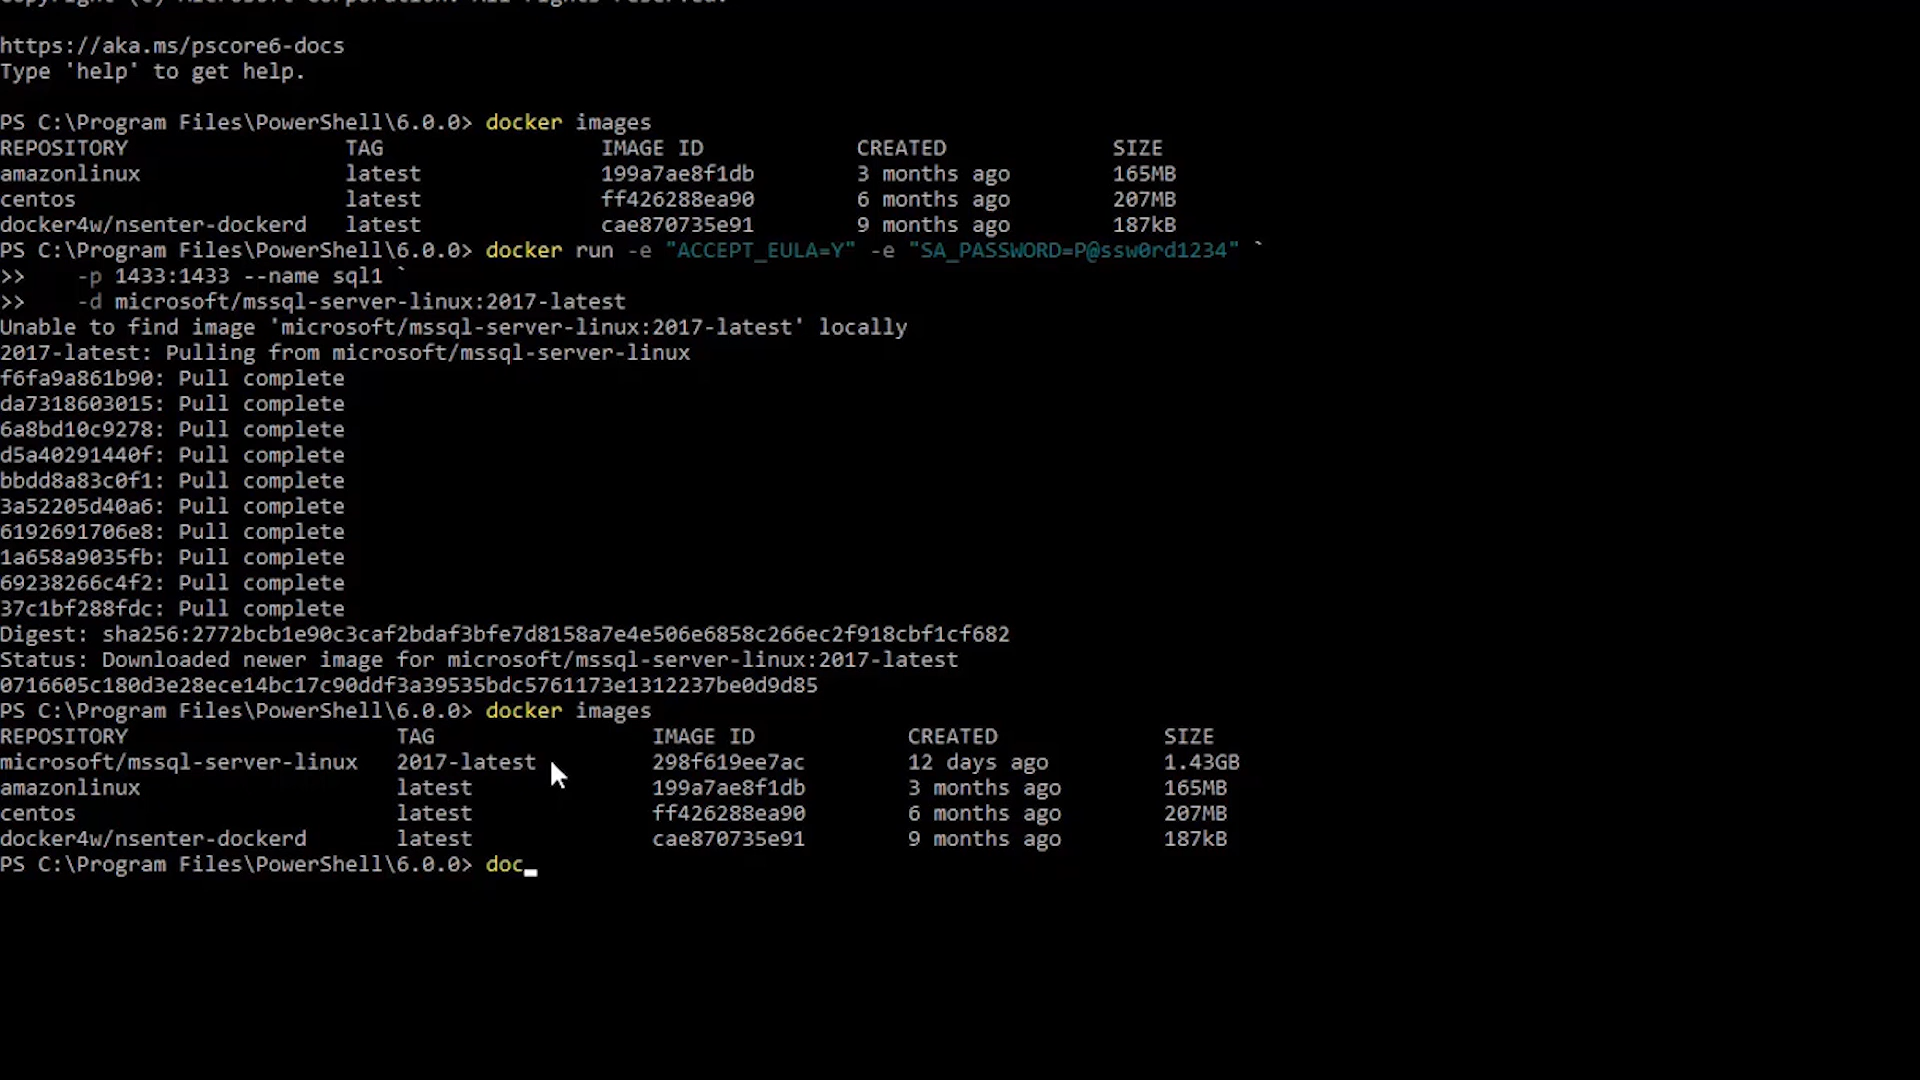 Copyright (C) Microsoft Corporation. All rights reserved.
https://aka.ms/pscore6-docs
Type 'help' to get help.
PS C:\Program Files\PowerShell\6.0.0> docker images
REPOSITORY TAG IMAGE ID CREATED SIZE
amazonlinux latest 199a7ae8f1db 3 months ago 165MB
centos latest ff426288ea90 6 months ago 207MB
docker4w/nsenter-dockerd latest cae870735e91 9 months ago 187kB
PS C:\Program Files\PowerShell\6.0.0> docker run -e "ACCEPT_EULA=Y" -e "SA_PASSWORD=P@ssw0rd1234" `
>> -p 1433:1433 --name sql1 `
>> -d microsoft/mssql-server-linux:2017-latest
Unable to find image 'microsoft/mssql-server-linux:2017-latest' locally
2017-latest: Pulling from microsoft/mssql-server-linux
f6fa9a861b90: Pull complete
da7318603015: Pull complete
6a8bd10c9278: Pull complete
d5a40291440f: Pull complete
bbdd8a83c0f1: Pull complete
3a52205d40a6: Pull complete
6192691706e8: Pull complete
1a658a9035fb: Pull complete
69238266c4f2: Pull complete
37c1bf288fdc: Pull complete
Digest: sha256:2772bcb1e90c3caf2bdaf3bfe7d8158a7e4e506e6858c266ec2f918cbf1cf682
Status: Downloaded newer image for microsoft/mssql-server-linux:2017-latest
0716605c180d3e28ece14bc17c90ddf3a39535bdc5761173e1312237be0d9d85
PS C:\Program Files\PowerShell\6.0.0> docker images
REPOSITORY TAG IMAGE ID CREATED SIZE
microsoft/mssql-server-linux 2017-latest 298f619ee7ac 12 days ago 1.43GB
amazonlinux latest 199a7ae8f1db 3 months ago 165MB
centos latest ff426288ea90 6 months ago 207MB
docker4w/nsenter-dockerd latest cae870735e91 9 months ago 187kB
PS C:\Program Files\PowerShell\6.0.0> doc